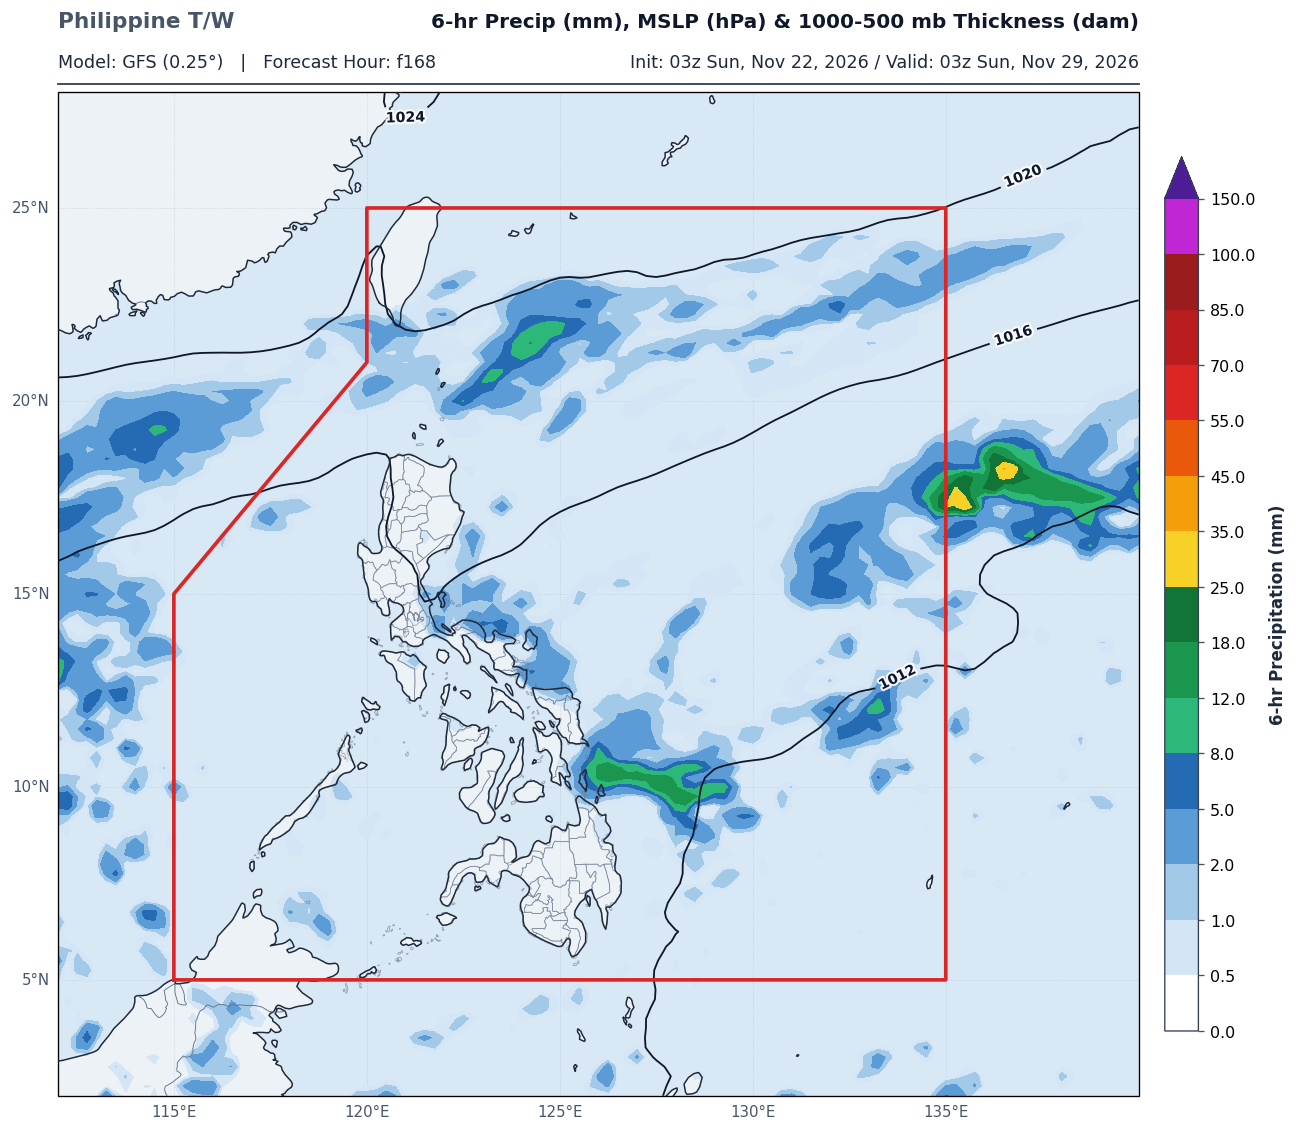 Philippine T/W
6-hr Precip (mm), MSLP (hPa) & 1000-500 mb Thickness (dam)
Model: GFS (0.25°) | Forecast Hour: f168
Init: 03z Sun, Nov 22, 2026 / Valid: 03z Sun, Nov 29, 2026
1024
1020
1016
1012
25°N
20°N
15°N
10°N
5°N
115°E
120°E
125°E
130°E
135°E
150.0
100.0
85.0
70.0
55.0
45.0
35.0
25.0
18.0
12.0
8.0
5.0
2.0
1.0
0.5
0.0
6-hr Precipitation (mm)